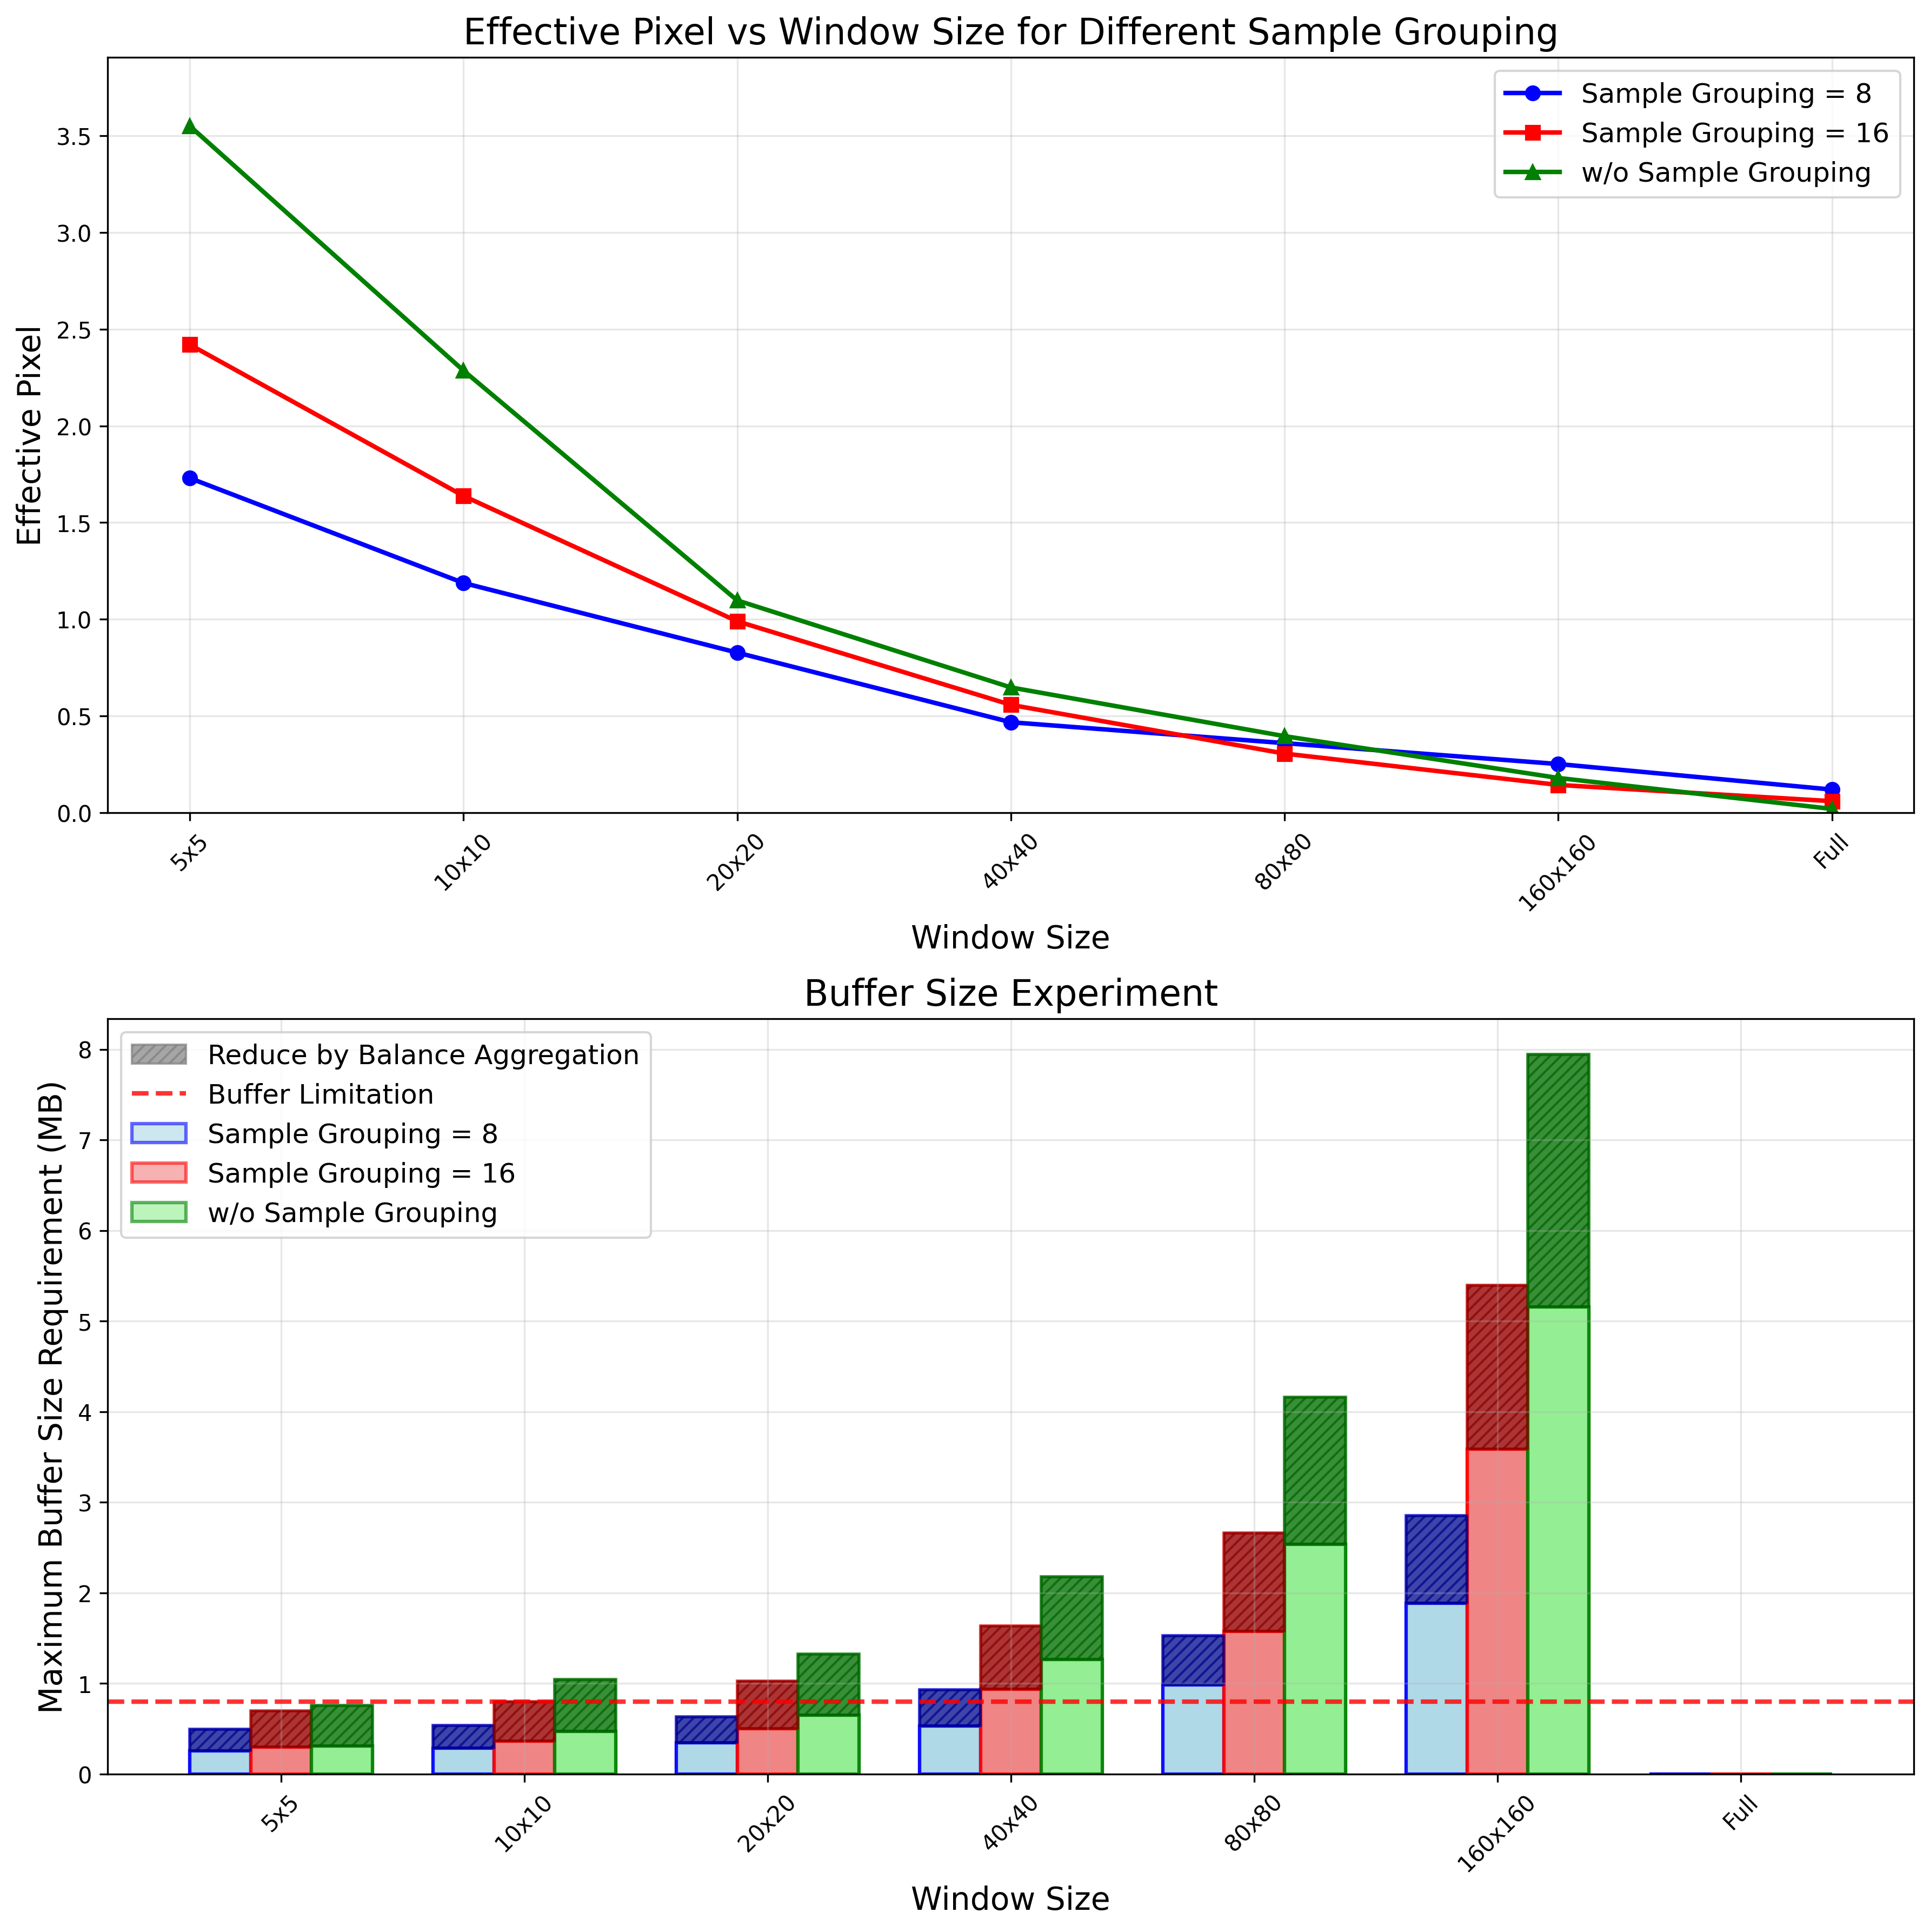 Effective Pixel vs Window Size for Different Sample Grouping
Effective Pixel
3.5
3.0
2.5
2.0
1.5
1.0
0.5
0.0
Sample Grouping = 8
Sample Grouping = 16
w/o Sample Grouping
5x5
10x10
20x20
40x40
80x80
160x160
Full
Window Size
Buffer Size Experiment
Maximum Buffer Size Requirement (MB)
8
7
6
5
4
3
2
1
0
Reduce by Balance Aggregation
Buffer Limitation
Sample Grouping = 8
Sample Grouping = 16
w/o Sample Grouping
5x5
10x10
20x20
40x40
80x80
160x160
Full
Window Size